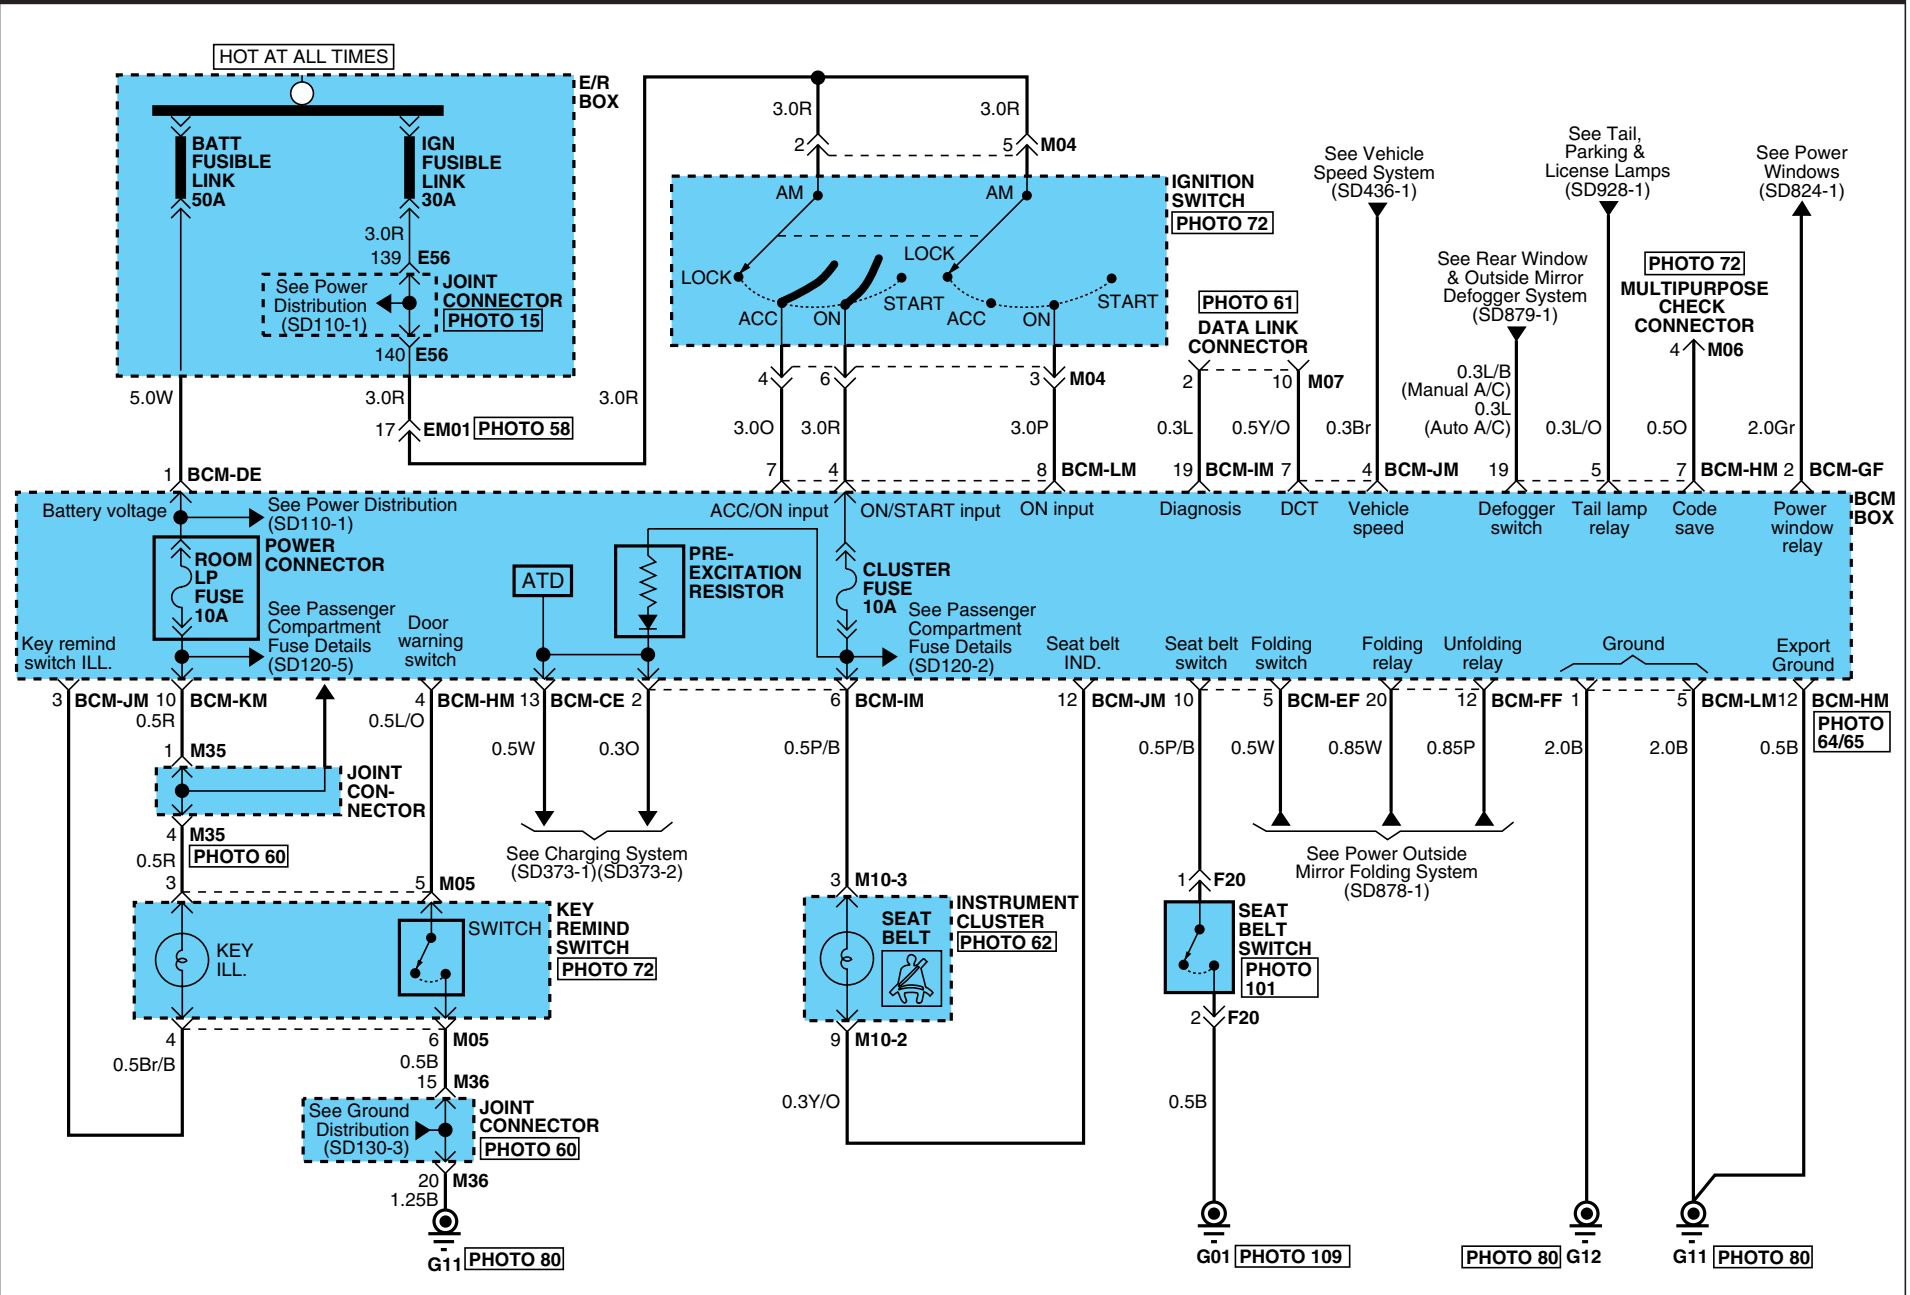 HOT AT ALL TIMES
E/R
BOX
BATT
FUSIBLE
LINK
50A
IGN
FUSIBLE
LINK
30A
3.0R
139
E56
See Power
Distribution
(SD110-1)
JOINT
CONNECTOR
PHOTO 15
140
E56
5.0W
3.0R
3.0R
17
EM01
PHOTO 58
1
BCM-DE
3.0R
3.0R
2
5
M04
AM
AM
IGNITION
SWITCH
PHOTO 72
LOCK
LOCK
START
START
ACC
ON
ACC
ON
4
6
3
M04
3.0O
3.0R
3.0P
7
4
8
BCM-LM
PHOTO 61
DATA LINK
CONNECTOR
2
10
M07
0.3L
0.5Y/O
19
BCM-IM
7
See Vehicle
Speed System
(SD436-1)
0.3Br
4
BCM-JM
See Rear Window
& Outside Mirror
Defogger System
(SD879-1)
0.3L/B
(Manual A/C)
0.3L
(Auto A/C)
19
See Tail,
Parking &
License Lamps
(SD928-1)
0.3L/O
5
PHOTO 72
MULTIPURPOSE
CHECK
CONNECTOR
4
M06
0.5O
7
BCM-HM
See Power
Windows
(SD824-1)
2.0Gr
2
BCM-GF
BCM
BOX
Battery voltage
See Power Distribution
(SD110-1)
POWER
CONNECTOR
ROOM
LP
FUSE
10A
See Passenger
Compartment
Fuse Details
(SD120-5)
Key remind
switch ILL.
Door
warning
switch
ATD
PRE-
EXCITATION
RESISTOR
ACC/ON input
ON/START input
ON input
CLUSTER
FUSE
10A
See Passenger
Compartment
Fuse Details
(SD120-2)
Diagnosis
DCT
Vehicle
speed
Defogger
switch
Tail lamp
relay
Code
save
Power
window
relay
Seat belt
IND.
Seat belt
switch
Folding
switch
Folding
relay
Unfolding
relay
Ground
Export
Ground
3
BCM-JM
10
BCM-KM
4
BCM-HM
13
BCM-CE
2
6
BCM-IM
12
BCM-JM
10
5
BCM-EF
20
12
BCM-FF
1
5
BCM-LM
12
BCM-HM
PHOTO
64/65
0.5R
0.5L/O
0.5W
0.3O
0.5P/B
0.5P/B
0.5W
0.85W
0.85P
2.0B
2.0B
0.5B
1
M35
JOINT
CON-
NECTOR
4
M35
PHOTO 60
0.5R
3
5
M05
KEY
REMIND
SWITCH
PHOTO 72
SWITCH
KEY
ILL.
4
6
M05
0.5Br/B
0.5B
15
M36
See Ground
Distribution
(SD130-3)
JOINT
CONNECTOR
PHOTO 60
20
M36
1.25B
G11
PHOTO 80
See Charging System
(SD373-1)(SD373-2)
3
M10-3
SEAT
BELT
INSTRUMENT
CLUSTER
PHOTO 62
9
M10-2
0.3Y/O
See Power Outside
Mirror Folding System
(SD878-1)
1
F20
SEAT
BELT
SWITCH
PHOTO
101
2
F20
0.5B
G01
PHOTO 109
PHOTO 80
G12
G11
PHOTO 80